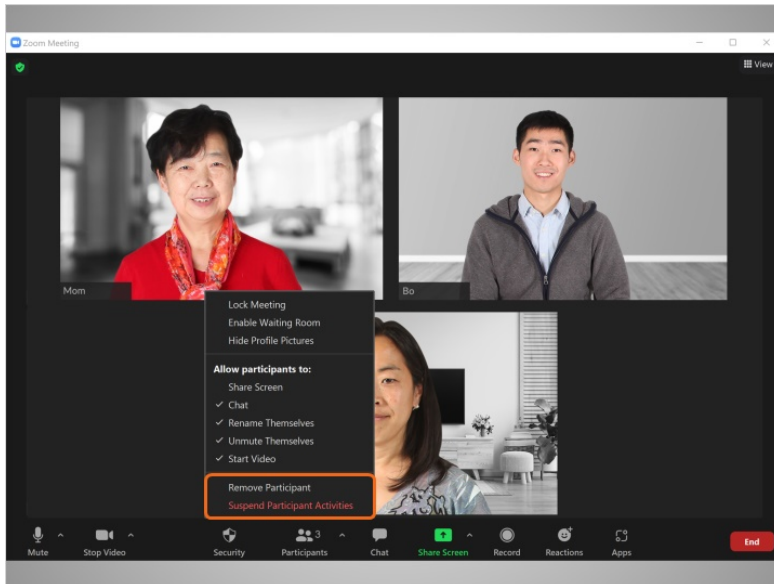 Zoom Meeting
View
Mom
Bo
Lock Meeting
Enable Waiting Room
Hide Profile Pictures
Allow participants to:
Share Screen
Chat
Rename Themselves
Unmute Themselves
Start Video
Remove Participant
Suspend Participant Activities
3
Mute Stop Video Security Participants Chat Share Screen Record Reactions Apps End